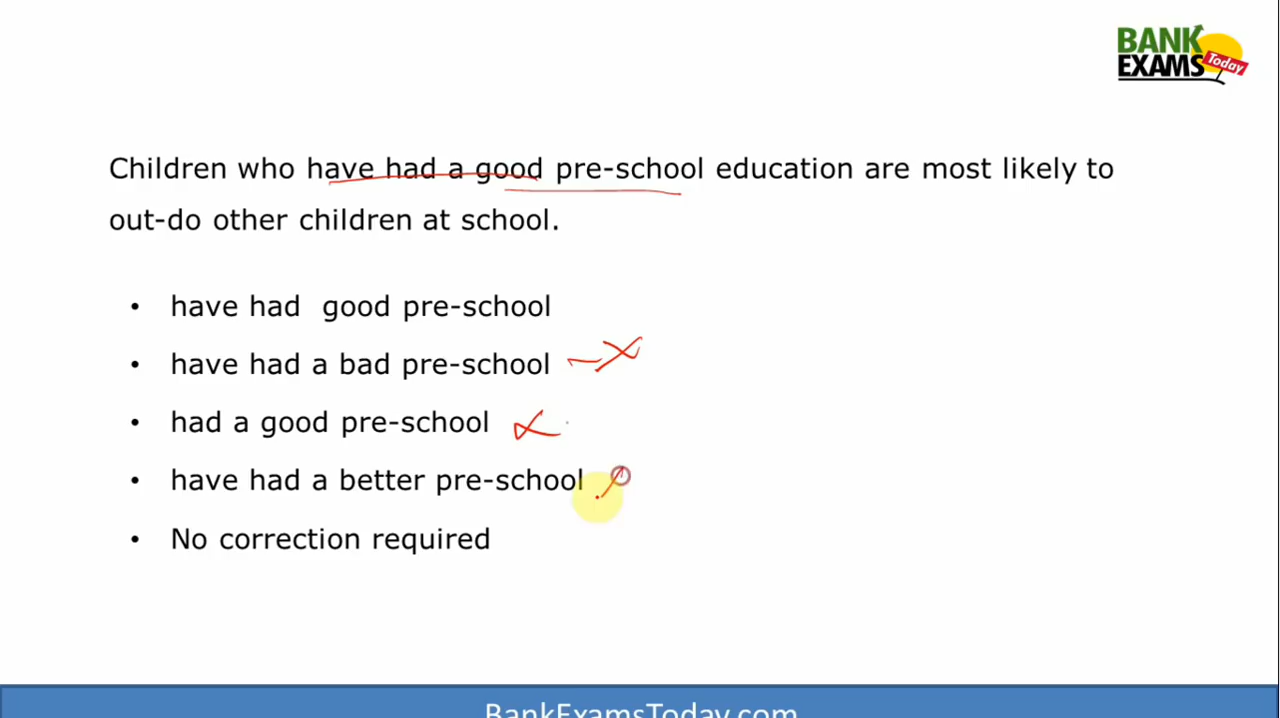 BANK
EXAMS Today
Children who have had a good pre-school education are most likely to
out-do other children at school.
• have had good pre-school
• have had a bad pre-school
• had a good pre-school
• have had a better pre-school
• No correction required
BankExamsToday.com